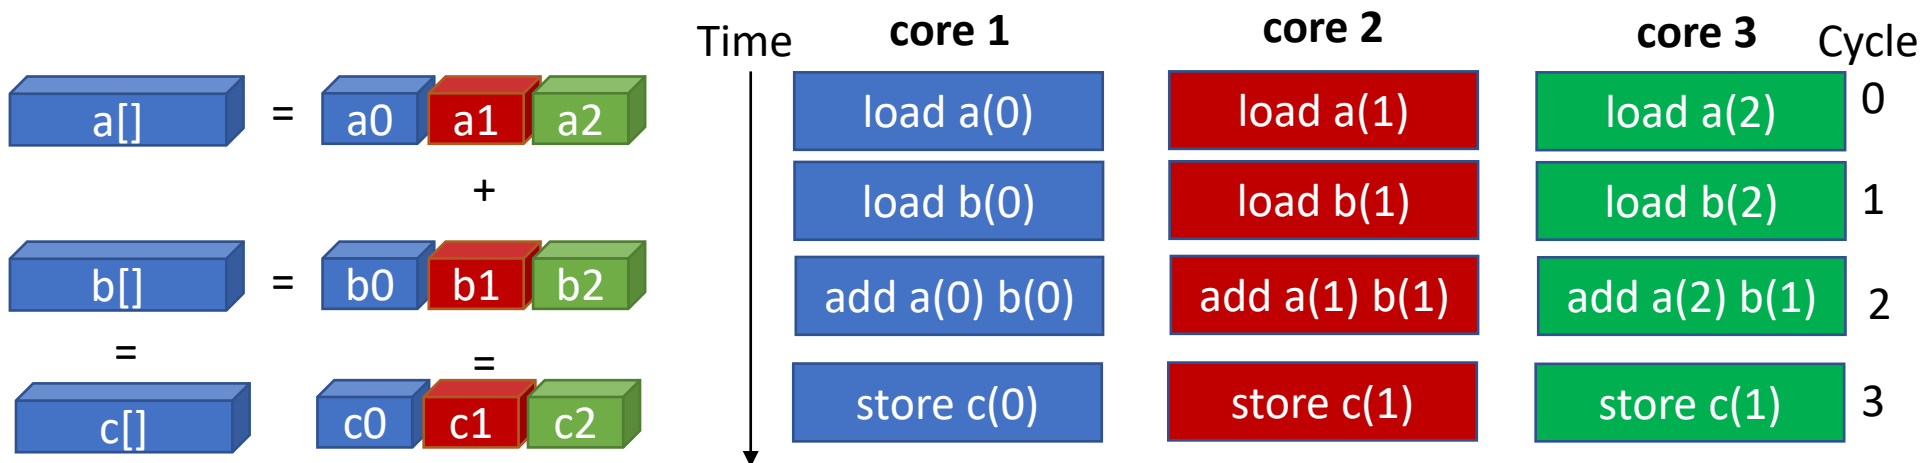 Time core 1 core 2 core 3 Cycle
a[] = a0 a1 a2 load a(0) load a(1) load a(2) 0
+ load b(0) load b(1) load b(2) 1
b[] = b0 b1 b2 add a(0) b(0) add a(1) b(1) add a(2) b(1) 2
= =
c[] c0 c1 c2 store c(0) store c(1) store c(1) 3